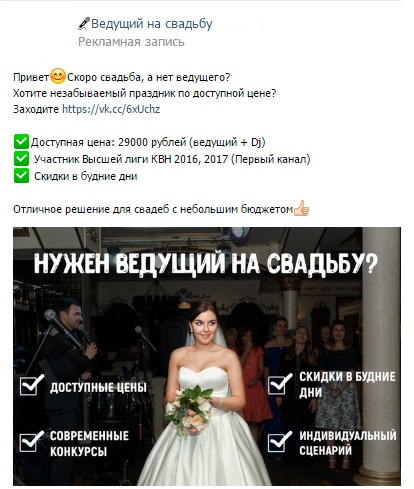 Ведущий на свадьбу
Рекламная запись
Привет😊Скоро свадьба, а нет ведущего?
Хотите незабываемый праздник по доступной цене?
Заходите https://vk.cc/6xUchz
✅Доступная цена: 29000 рублей (ведущий + Dj)
✅ Участник Высшей лиги КВН 2016, 2017 (Первый канал)
✅ Скидки в будние дни
Отличное решение для свадеб с небольшим бюджетом👍
НУЖЕН ВЕДУЩИЙ НА СВАДЬБУ?
ДОСТУПНЫЕ ЦЕНЫ
СКИДКИ В БУДНИЕ
ДНИ
СОВРЕМЕННЫЕ
КОНКУРСЫ
ИНДИВИДУАЛЬНЫЙ
СЦЕНАРИЙ